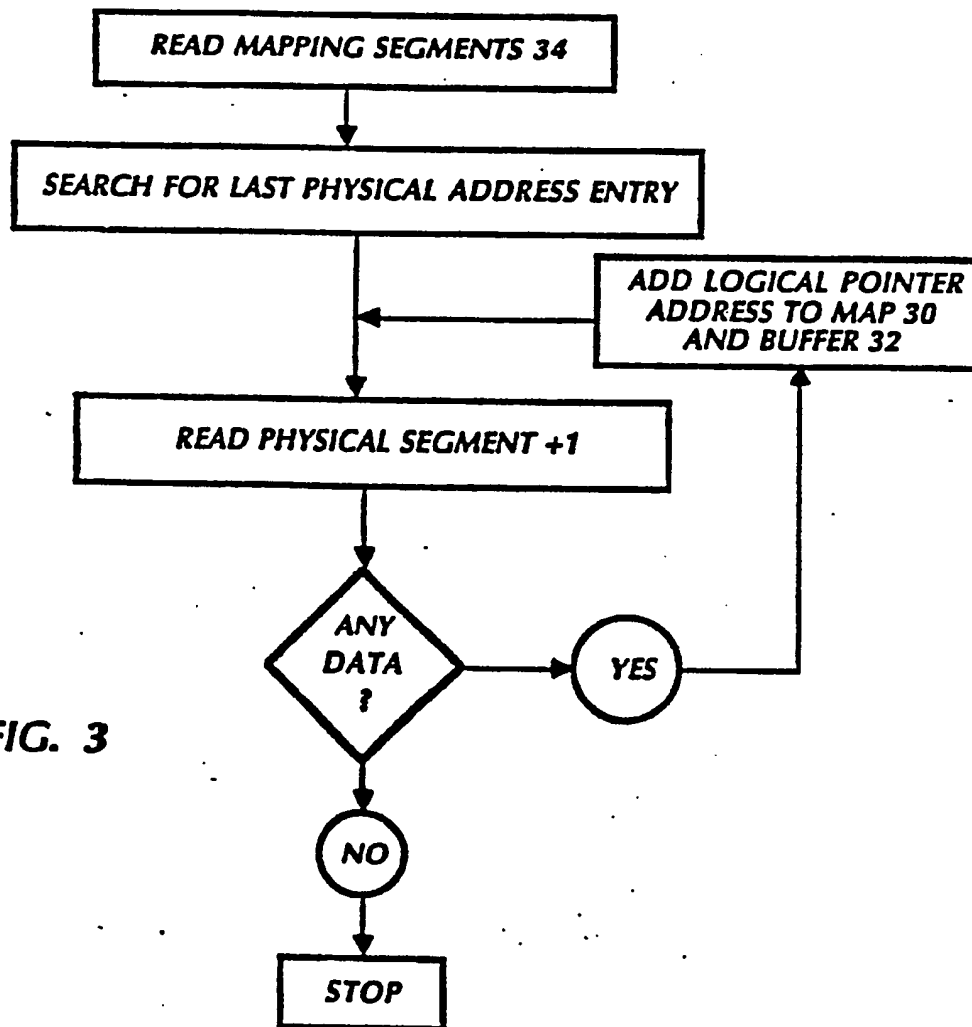 READ MAPPING SEGMENTS 34
SEARCH FOR LAST PHYSICAL ADDRESS ENTRY
ADD LOGICAL POINTER
ADDRESS TO MAP 30
AND BUFFER 32
READ PHYSICAL SEGMENT +1
ANY
DATA
?
YES
FIG. 3
NO
STOP